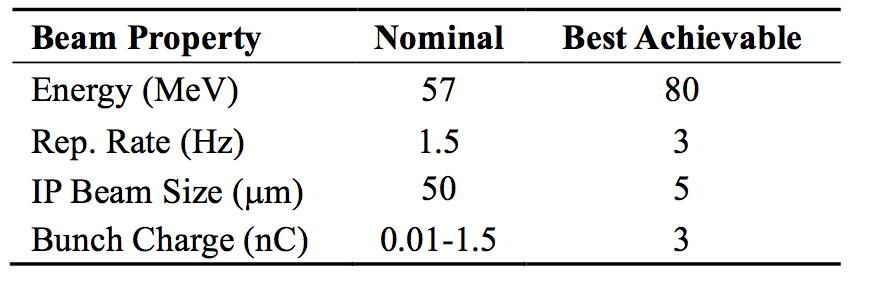 Beam Property Nominal Best Achievable
Energy (MeV) 57 80
Rep. Rate (Hz) 1.5 3
IP Beam Size (μm) 50 5
Bunch Charge (nC) 0.01-1.5 3